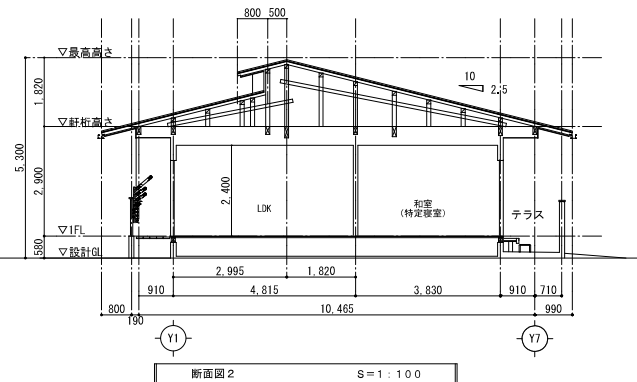 800 500
▽最高高さ
10
2.5
1,820
▽軒桁高さ
5,300
2,900
2,400
LDK
和室
(特定寝室)
テラス
▽1FL
580
▽設計GL
2,995 1,820
910 4,815 3,830 910 710
800 190 10,465 990
Y1 Y7
断面図2 S=1:100